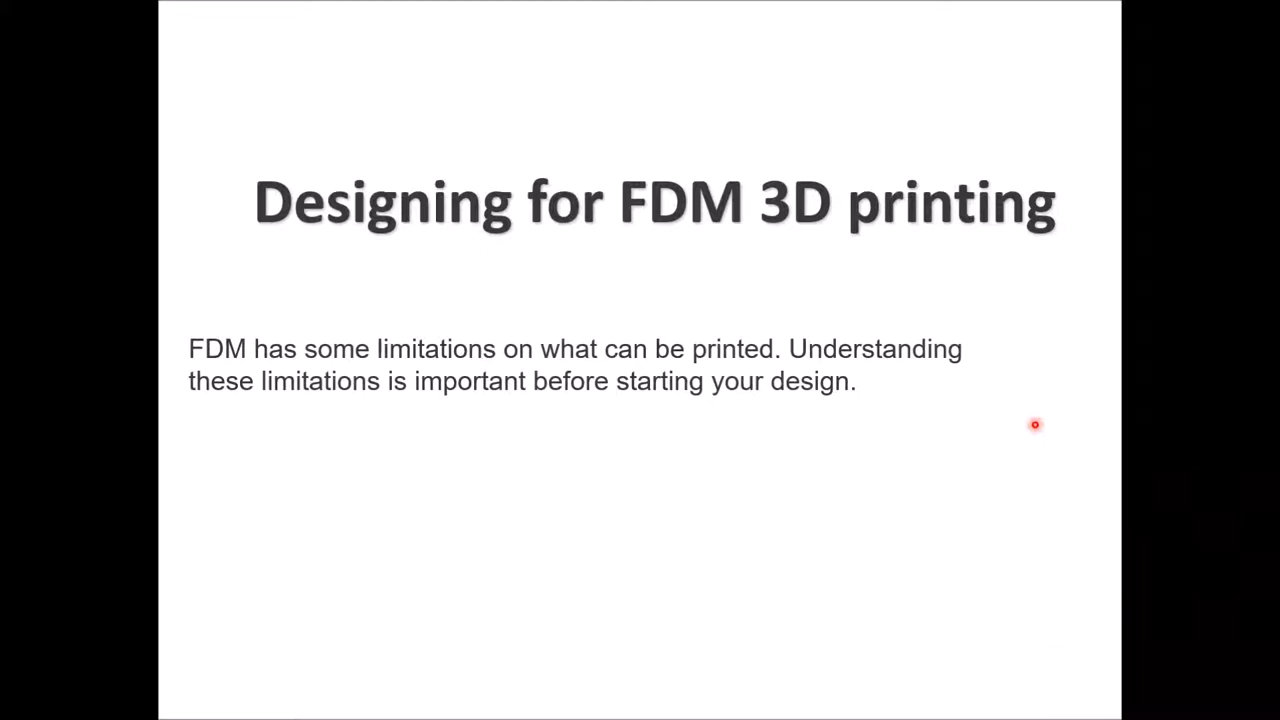 Designing for FDM 3D printing
FDM has some limitations on what can be printed. Understanding
these limitations is important before starting your design.